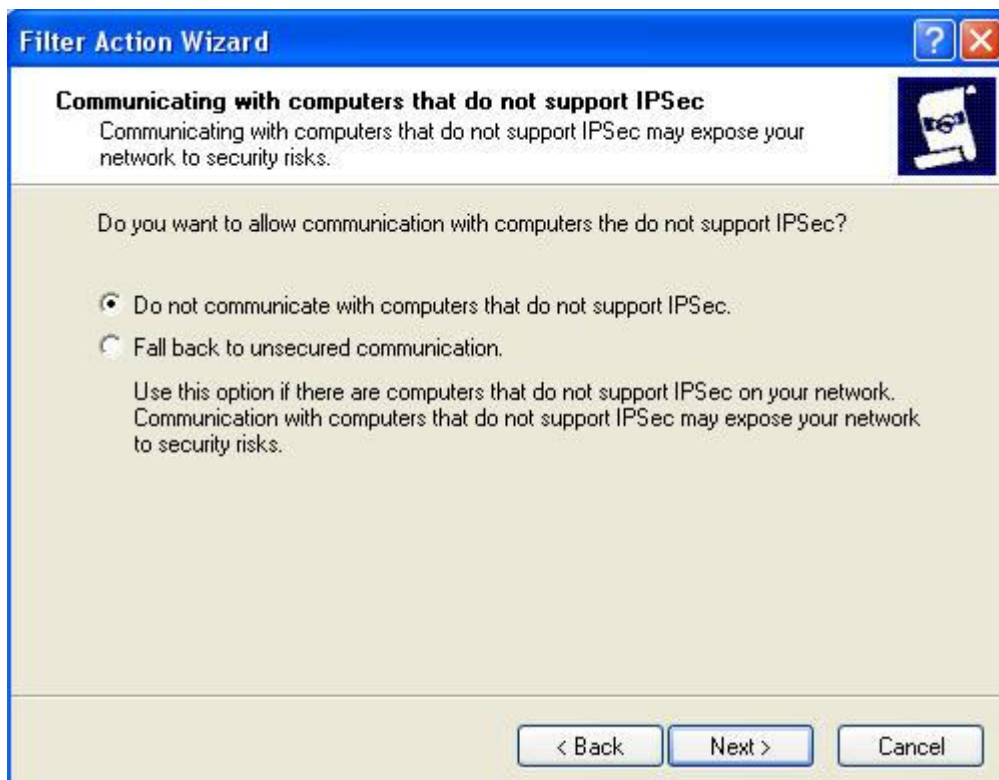 Filter Action Wizard
?
Communicating with computers that do not support IPSec
Communicating with computers that do not support IPSec may expose your
network to security risks.
Do you want to allow communication with computers the do not support IPSec?
Do not communicate with computers that do not support IPSec.
Fall back to unsecured communication.
Use this option if there are computers that do not support IPSec on your network.
Communication with computers that do not support IPSec may expose your network
to security risks.
< Back Next > Cancel